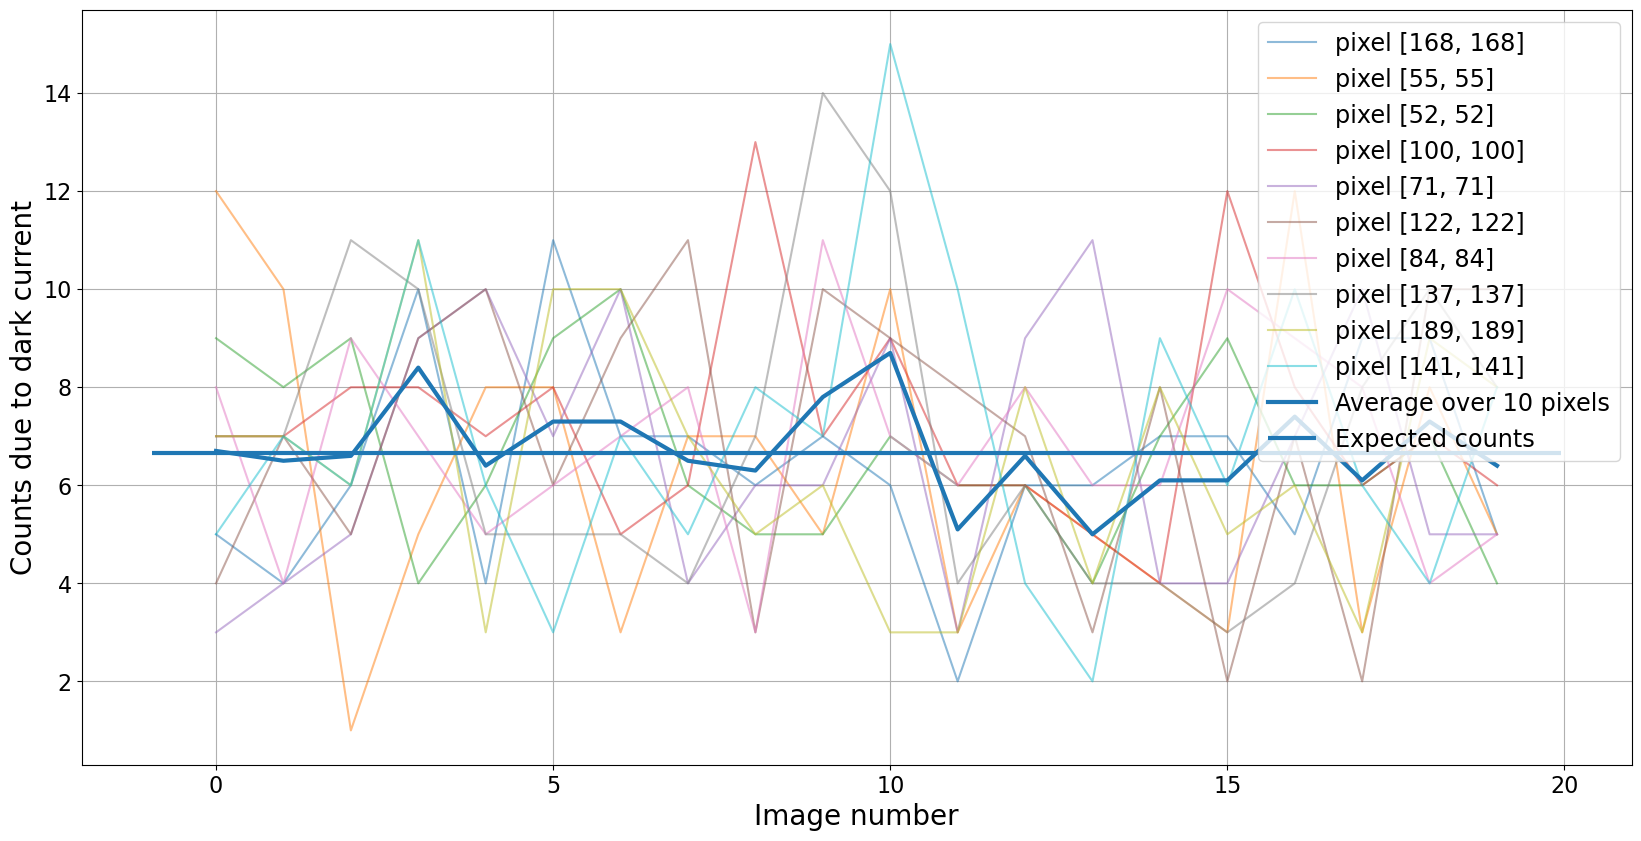 14
12
10
8
6
4
2
Counts due to dark current
0
5
10
15
20
Image number
pixel [168, 168]
pixel [55, 55]
pixel [52, 52]
pixel [100, 100]
pixel [71, 71]
pixel [122, 122]
pixel [84, 84]
pixel [137, 137]
pixel [189, 189]
pixel [141, 141]
Average over 10 pixels
Expected counts